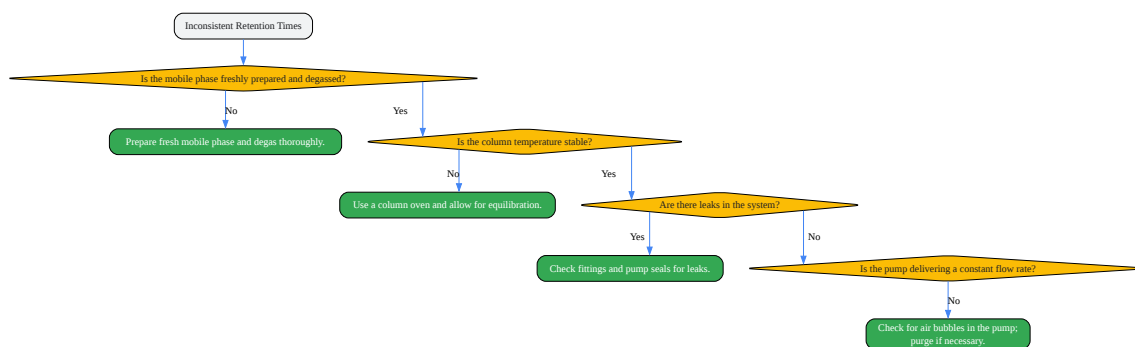 Inconsistent Retention Times
Is the mobile phase freshly prepared and degassed?
No
Yes
Prepare fresh mobile phase and degas thoroughly.
Is the column temperature stable?
No
Yes
Use a column oven and allow for equilibration.
Are there leaks in the system?
Yes
No
Check fittings and pump seals for leaks.
Is the pump delivering a constant flow rate?
No
Check for air bubbles in the pump;
purge if necessary.